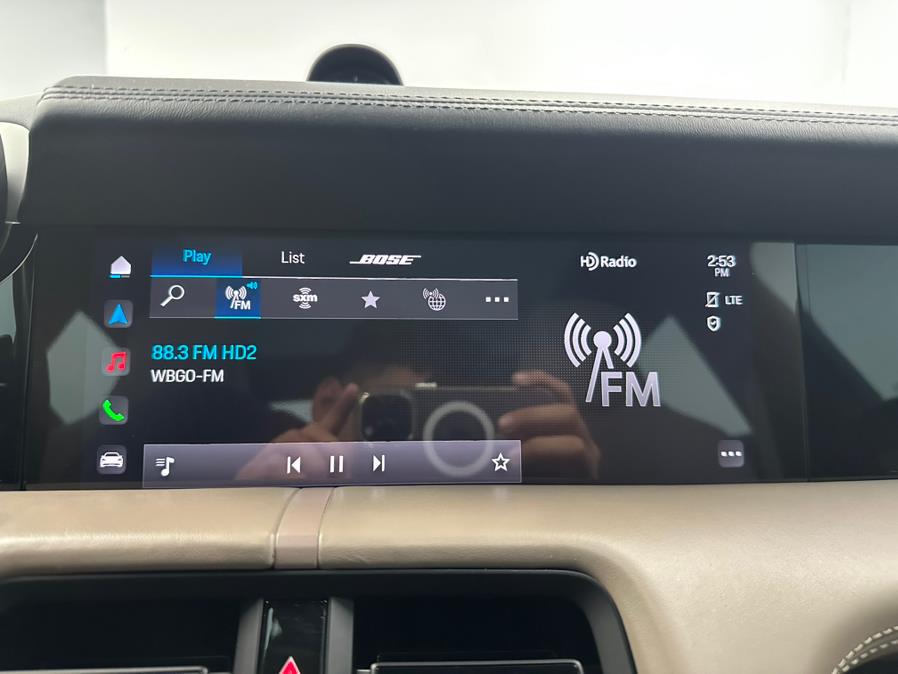 Play List BOSE HD Radio 2:53
PM
FM sxm LTE
88.3 FM HD2
WBGO-FM
FM